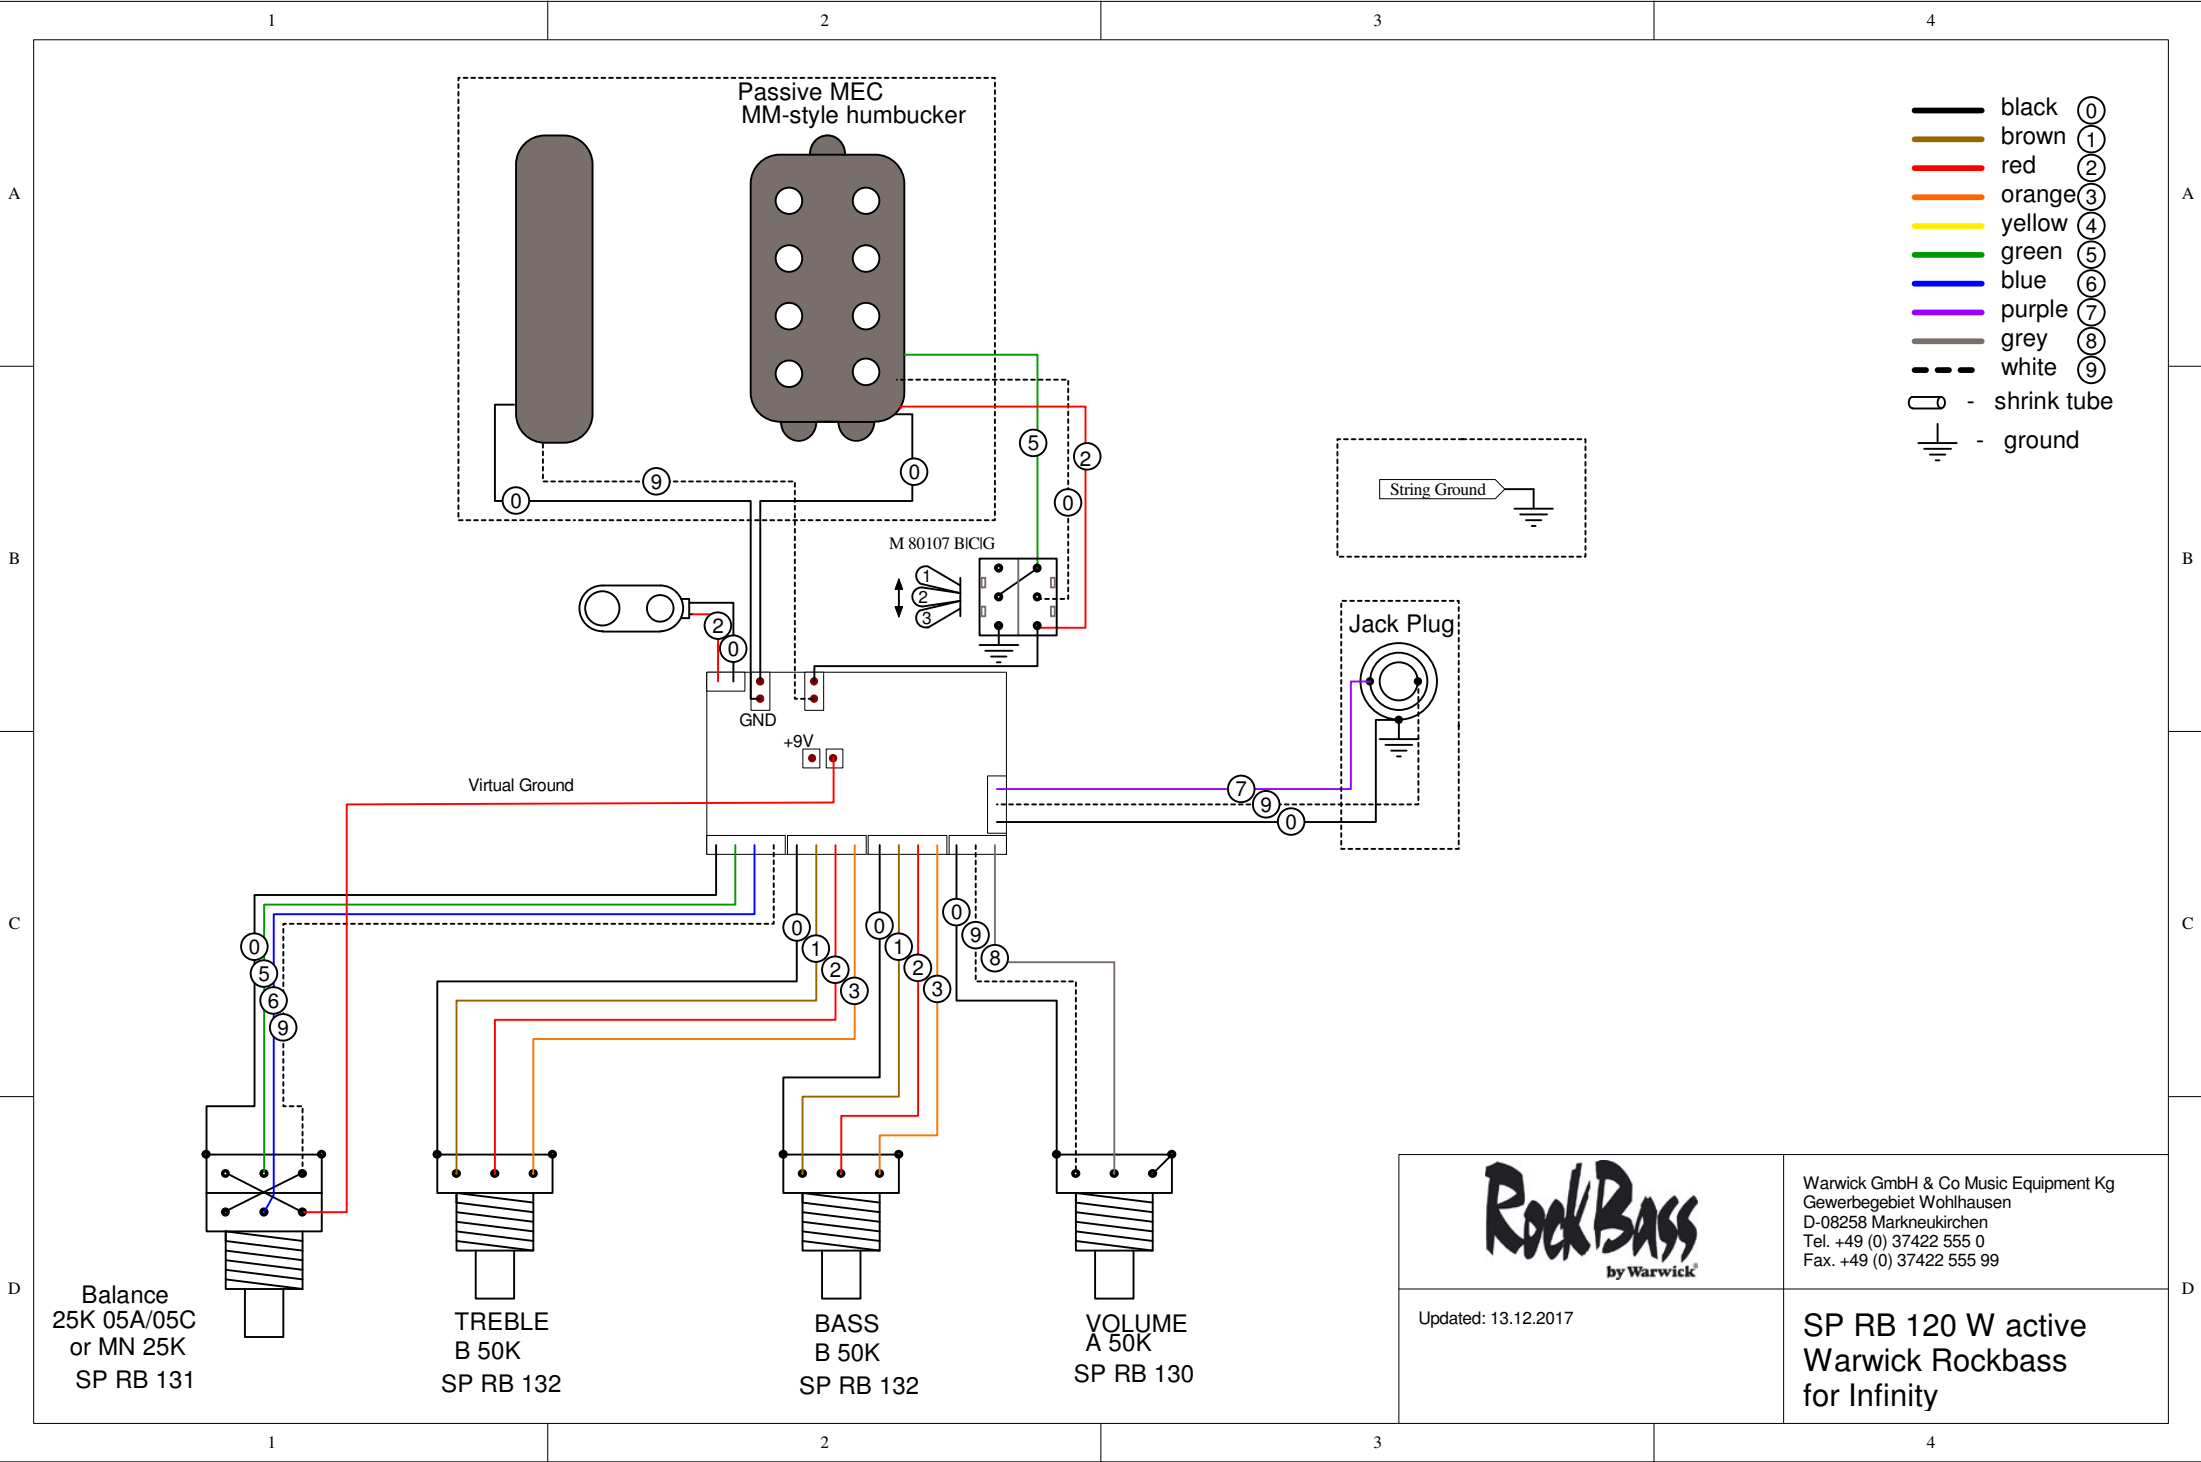 1 2 3 4
A A
B B
C C
D D
1 2 3 4
Passive MEC
MM-style humbucker
black 0
brown 1
red 2
orange 3
yellow 4
green 5
blue 6
purple 7
grey 8
white 9
- shrink tube
- ground
0
9
0
5
2
0
String Ground
M 80107 B|C|G
1
2
3
2
0
Jack Plug
GND
+9V
Virtual Ground
7
9
0
0
5
6
9
0
1
2
3
0
1
2
3
0
9
8
Balance
25K 05A/05C
or MN 25K
SP RB 131
TREBLE
B 50K
SP RB 132
BASS
B 50K
SP RB 132
VOLUME
A 50K
SP RB 130
RockBass
by Warwick
Warwick GmbH & Co Music Equipment Kg
Gewerbegebiet Wohlhausen
D-08258 Markneukirchen
Tel. +49 (0) 37422 555 0
Fax. +49 (0) 37422 555 99
Updated: 13.12.2017
SP RB 120 W active
Warwick Rockbass
for Infinity